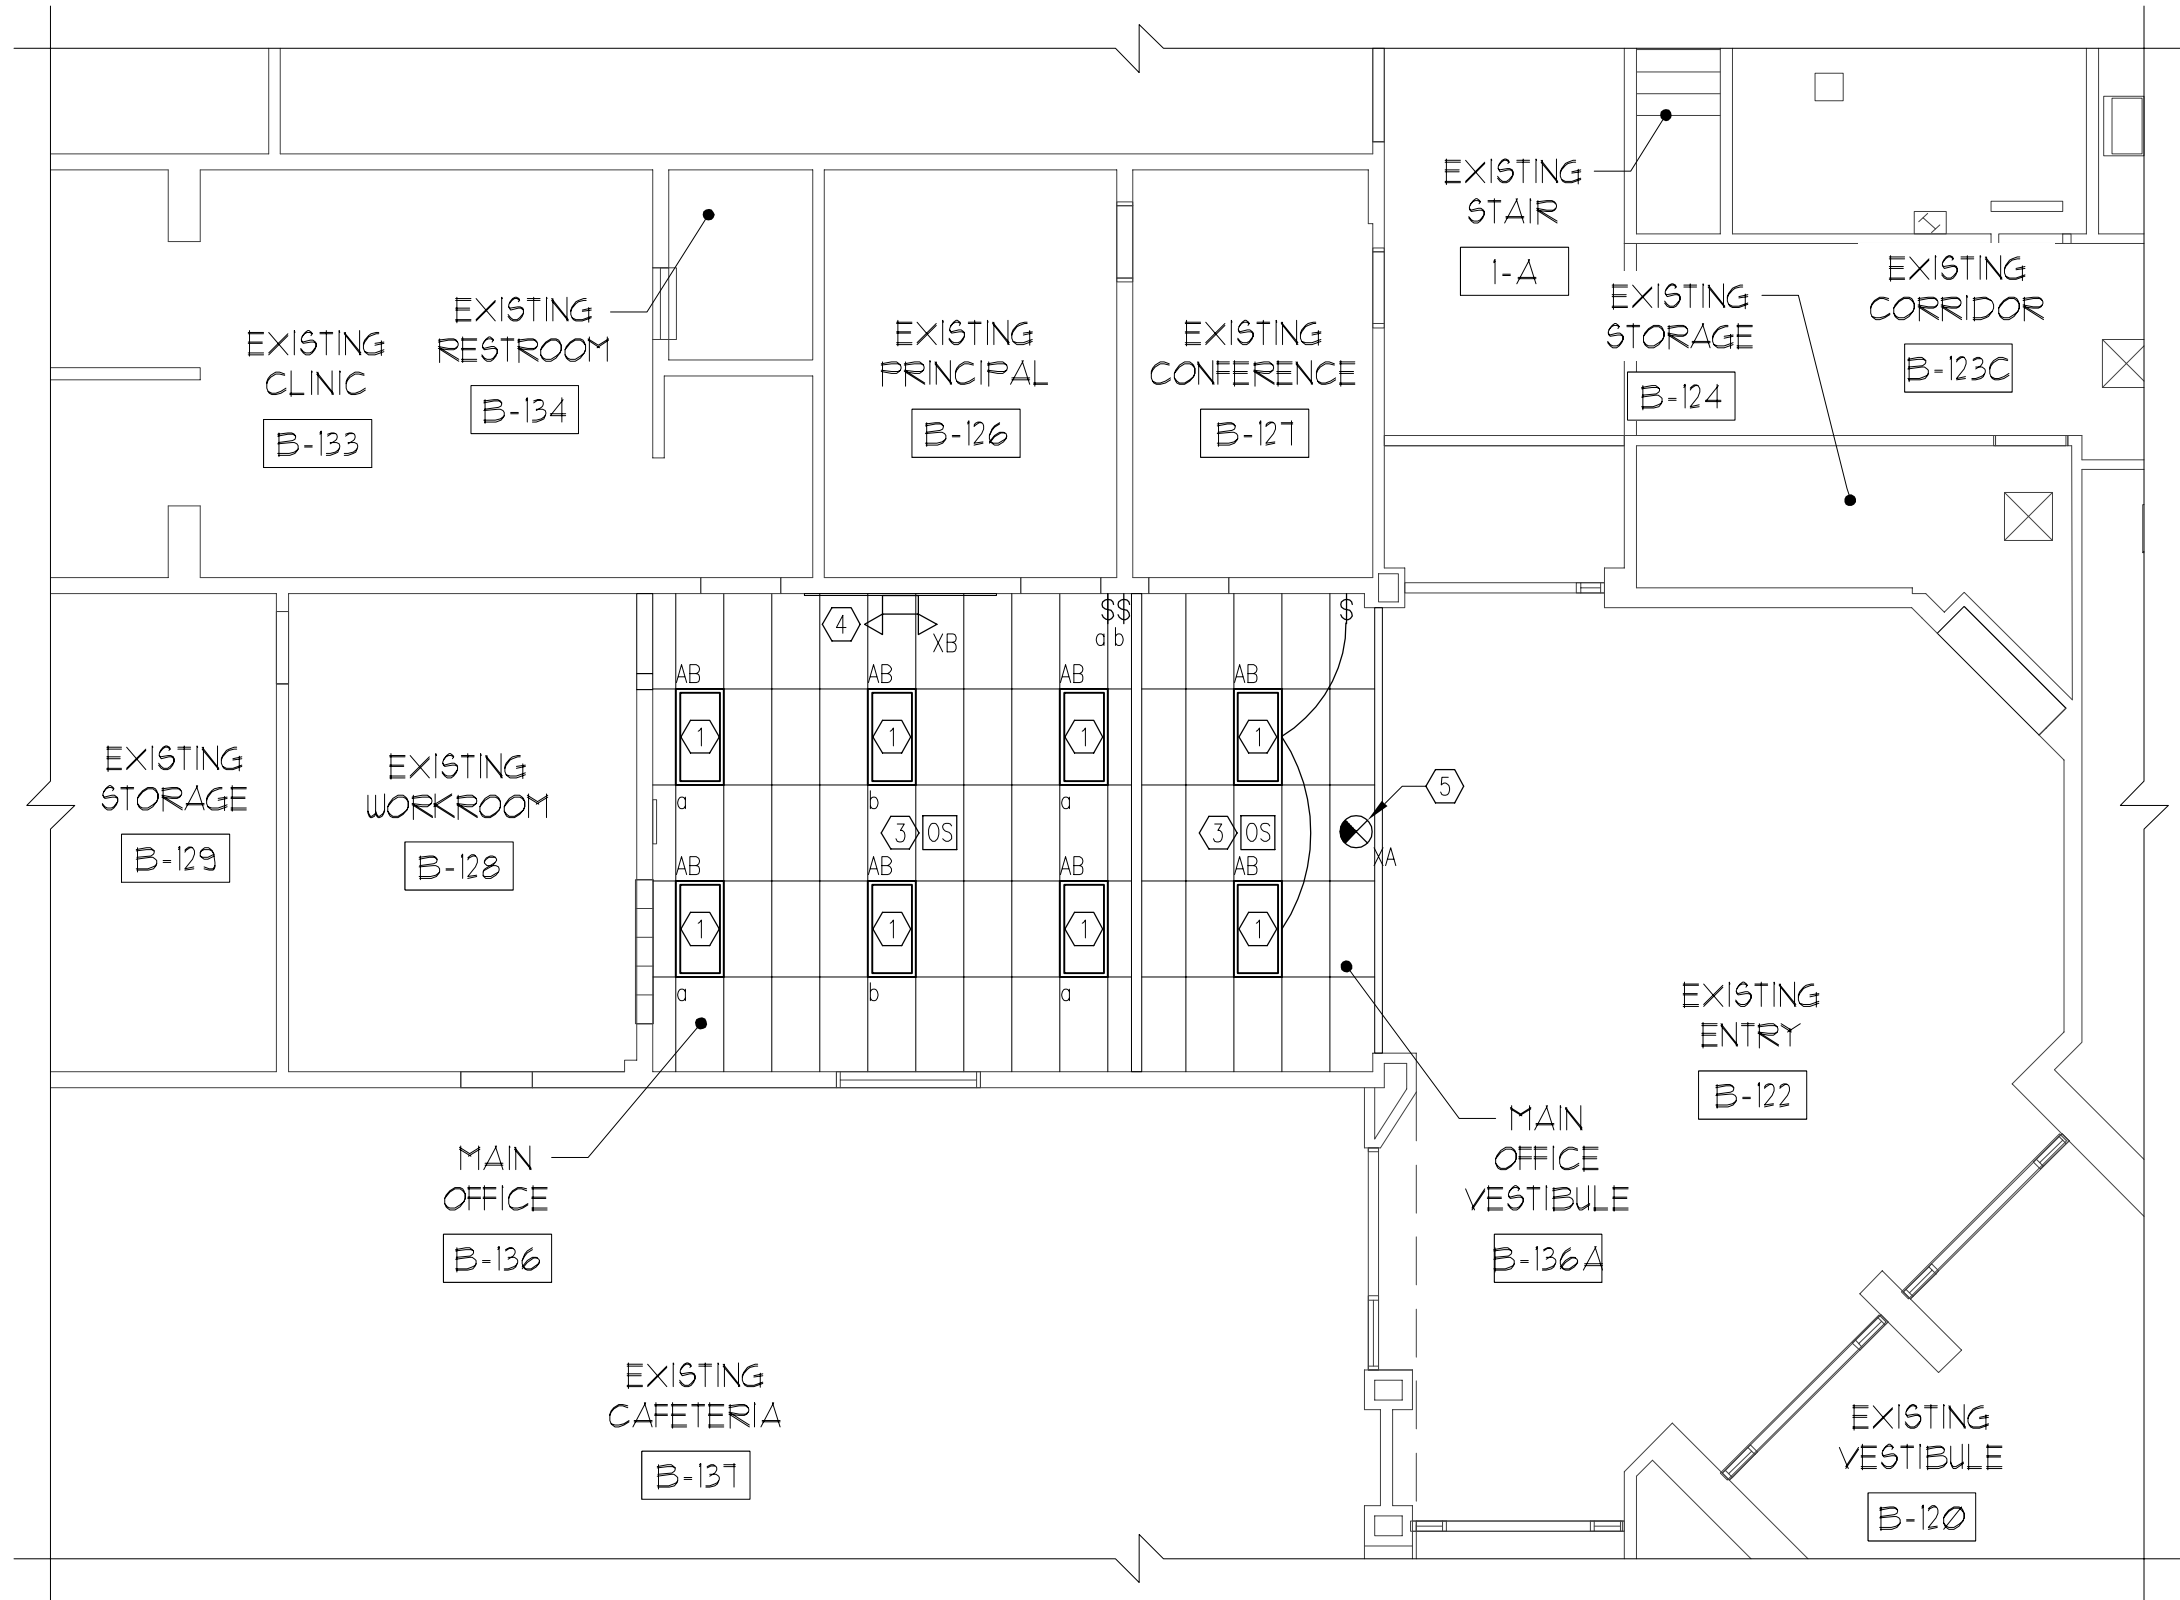 EXISTING
STAIR
1-A
EXISTING
CORRIDOR
B-123C
EXISTING
STORAGE
B-124
EXISTING
RESTROOM
B-134
EXISTING
CLINIC
B-133
EXISTING
PRINCIPAL
B-126
EXISTING
CONFERENCE
B-127
4
XB
$$
a b
$
AB
AB
AB
AB
1
1
1
1
a
b
a
3
OS
3
OS
5
XA
AB
AB
AB
AB
1
1
1
1
a
b
a
EXISTING
STORAGE
B-129
EXISTING
WORKROOM
B-128
EXISTING
ENTRY
B-122
MAIN
OFFICE
B-136
MAIN
OFFICE
VESTIBULE
B-136A
EXISTING
CAFETERIA
B-137
EXISTING
VESTIBULE
B-120